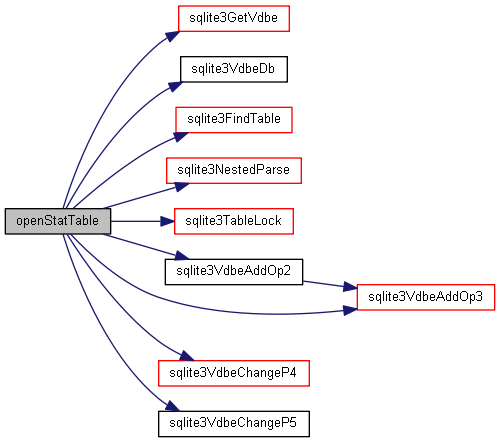 sqlite3GetVdbe
sqlite3VdbeDb
sqlite3FindTable
sqlite3NestedParse
openStatTable
sqlite3TableLock
sqlite3VdbeAddOp2
sqlite3VdbeAddOp3
sqlite3VdbeChangeP4
sqlite3VdbeChangeP5